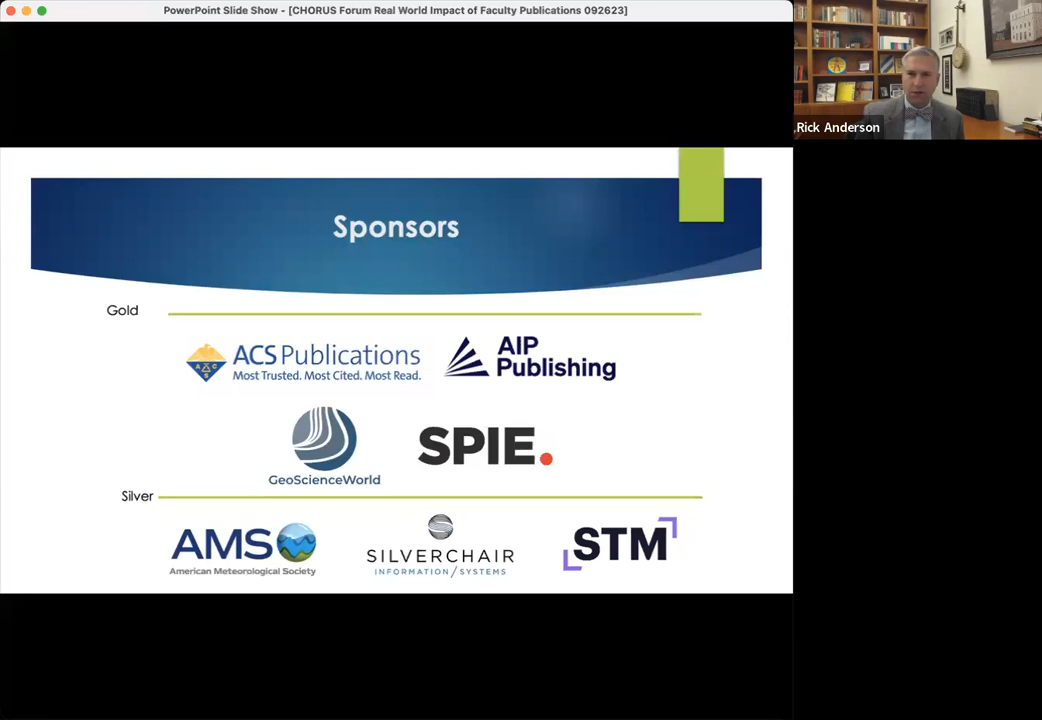 PowerPoint Slide Show - [CHORUS Forum Real World Impact of Faculty Publications 092623]
Rick Anderson
Sponsors
Gold
ACS Publications
Most Trusted. Most Cited. Most Read.
AIP
Publishing
GeoScienceWorld
SPIE.
Silver
AMS
American Meteorological Society
SILVERCHAIR
INFORMATION/SYSTEMS
STM